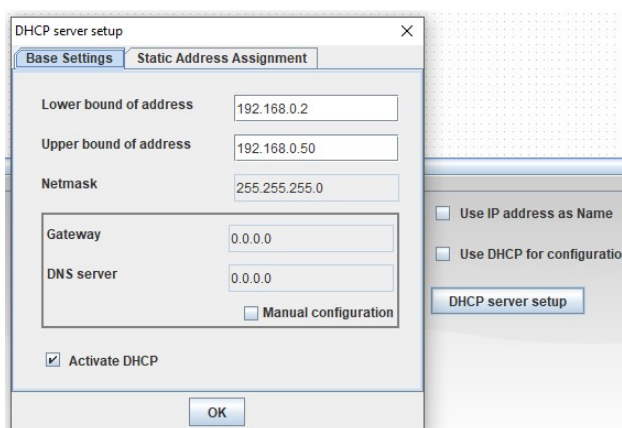 DHCP server setup
Base Settings
Static Address Assignment
Lower bound of address
192.168.0.2
Upper bound of address
192.168.0.50
Netmask
255.255.255.0
Gateway
0.0.0.0
DNS server
0.0.0.0
Manual configuration
Activate DHCP
OK
Use IP address as Name
Use DHCP for configuratio
DHCP server setup